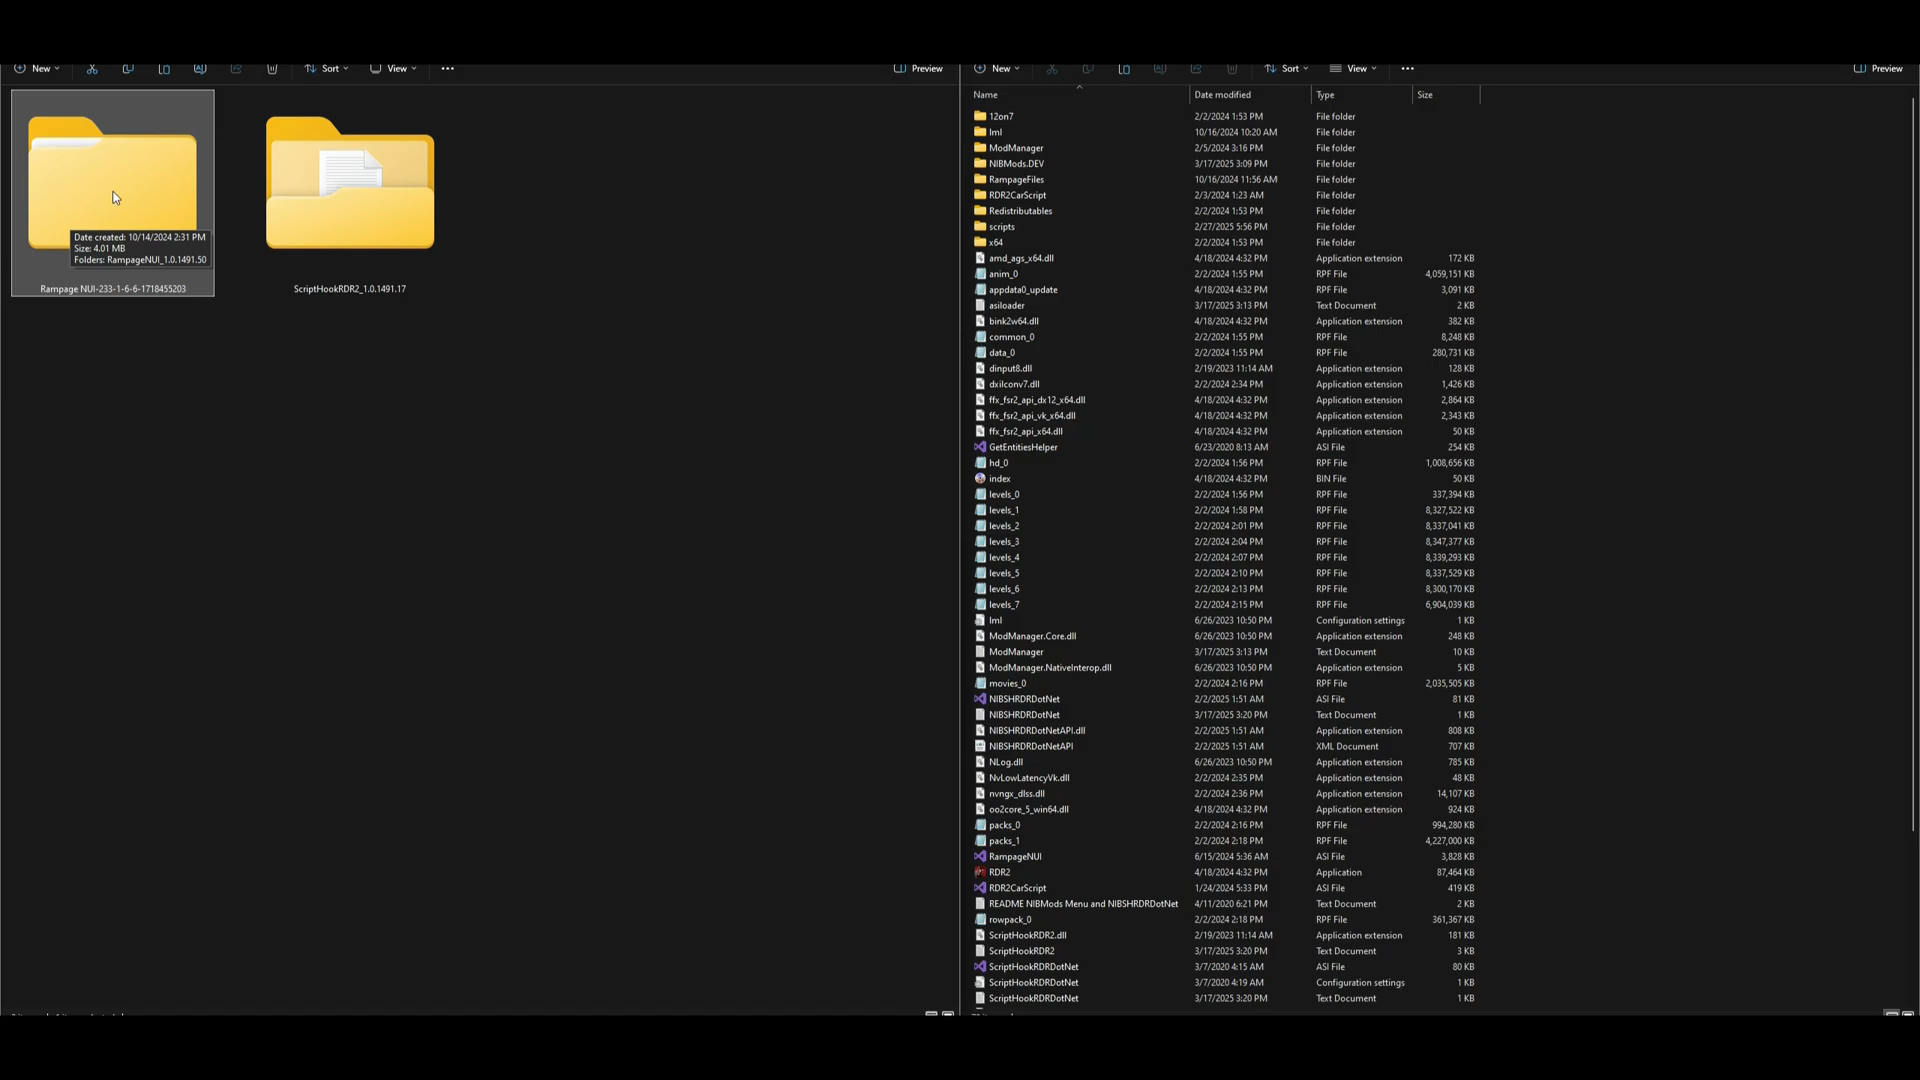 New
Sort
View
Preview
Date created: 10/14/2024 2:31 PM
Size: 4.01 MB
Folders: RampageNUI_1.0.1491.50
Rampage NUI-233-1-6-6-1718455203
ScriptHookRDR2_1.0.1491.17
New
Sort
View
Preview
Name Date modified Type Size
12on7 2/2/2024 1:53 PM File folder
lml 10/16/2024 10:20 AM File folder
ModManager 2/5/2024 3:16 PM File folder
NIBMods.DEV 3/17/2025 3:09 PM File folder
RampageFiles 10/16/2024 11:56 AM File folder
RDR2CarScript 2/3/2024 1:23 AM File folder
Redistributables 2/2/2024 1:53 PM File folder
scripts 2/27/2025 5:56 PM File folder
x64 2/2/2024 1:53 PM File folder
amd_ags_x64.dll 4/18/2024 4:32 PM Application extension 172 KB
anim_0 2/2/2024 1:55 PM RPF File 4,059,151 KB
appdata0_update 4/18/2024 4:32 PM RPF File 3,091 KB
asiloader 3/17/2025 3:13 PM Text Document 2 KB
bink2w64.dll 4/18/2024 4:32 PM Application extension 382 KB
common_0 2/2/2024 1:55 PM RPF File 8,248 KB
data_0 2/2/2024 1:55 PM RPF File 280,731 KB
dinput8.dll 2/19/2023 11:14 AM Application extension 128 KB
dxilconv7.dll 2/2/2024 2:34 PM Application extension 1,426 KB
ffx_fsr2_api_dx12_x64.dll 4/18/2024 4:32 PM Application extension 2,864 KB
ffx_fsr2_api_vk_x64.dll 4/18/2024 4:32 PM Application extension 2,343 KB
ffx_fsr2_api_x64.dll 4/18/2024 4:32 PM Application extension 50 KB
GetEntitiesHelper 6/23/2020 8:13 AM ASI File 254 KB
hd_0 2/2/2024 1:56 PM RPF File 1,008,656 KB
index 4/18/2024 4:32 PM BIN File 50 KB
levels_0 2/2/2024 1:56 PM RPF File 337,394 KB
levels_1 2/2/2024 1:58 PM RPF File 8,327,522 KB
levels_2 2/2/2024 2:01 PM RPF File 8,337,041 KB
levels_3 2/2/2024 2:04 PM RPF File 8,347,377 KB
levels_4 2/2/2024 2:07 PM RPF File 8,339,293 KB
levels_5 2/2/2024 2:10 PM RPF File 8,337,529 KB
levels_6 2/2/2024 2:13 PM RPF File 8,300,170 KB
levels_7 2/2/2024 2:15 PM RPF File 6,904,039 KB
lml 6/26/2023 10:50 PM Configuration settings 1 KB
ModManager.Core.dll 6/26/2023 10:50 PM Application extension 248 KB
ModManager 3/17/2025 3:13 PM Text Document 10 KB
ModManager.NativeInterop.dll 6/26/2023 10:50 PM Application extension 5 KB
movies_0 2/2/2024 2:16 PM RPF File 2,035,505 KB
NIBSHRDRDotNet 2/2/2025 1:51 AM ASI File 81 KB
NIBSHRDRDotNet 3/17/2025 3:20 PM Text Document 1 KB
NIBSHRDRDotNetAPI.dll 2/2/2025 1:51 AM Application extension 808 KB
NIBSHRDRDotNetAPI 2/2/2025 1:51 AM XML Document 707 KB
NLog.dll 6/26/2023 10:50 PM Application extension 785 KB
NvLowLatencyVk.dll 2/2/2024 2:35 PM Application extension 48 KB
nvngx_dlss.dll 2/2/2024 2:36 PM Application extension 14,107 KB
oo2core_5_win64.dll 4/18/2024 4:32 PM Application extension 924 KB
packs_0 2/2/2024 2:16 PM RPF File 994,280 KB
packs_1 2/2/2024 2:18 PM RPF File 4,227,000 KB
RampageNUI 6/15/2024 5:36 AM ASI File 3,828 KB
RDR2 4/18/2024 4:32 PM Application 87,464 KB
RDR2CarScript 1/24/2024 5:33 PM ASI File 419 KB
README NIBMods Menu and NIBSHRDRDotNet 4/11/2020 6:21 PM Text Document 2 KB
rowpack_0 2/2/2024 2:18 PM RPF File 361,367 KB
ScriptHookRDR2.dll 2/19/2023 11:14 AM Application extension 181 KB
ScriptHookRDR2 3/17/2025 3:20 PM Text Document 3 KB
ScriptHookRDRDotNet 3/7/2020 4:15 AM ASI File 80 KB
ScriptHookRDRDotNet 3/7/2020 4:19 AM Configuration settings 1 KB
ScriptHookRDRDotNet 3/17/2025 3:20 PM Text Document 1 KB